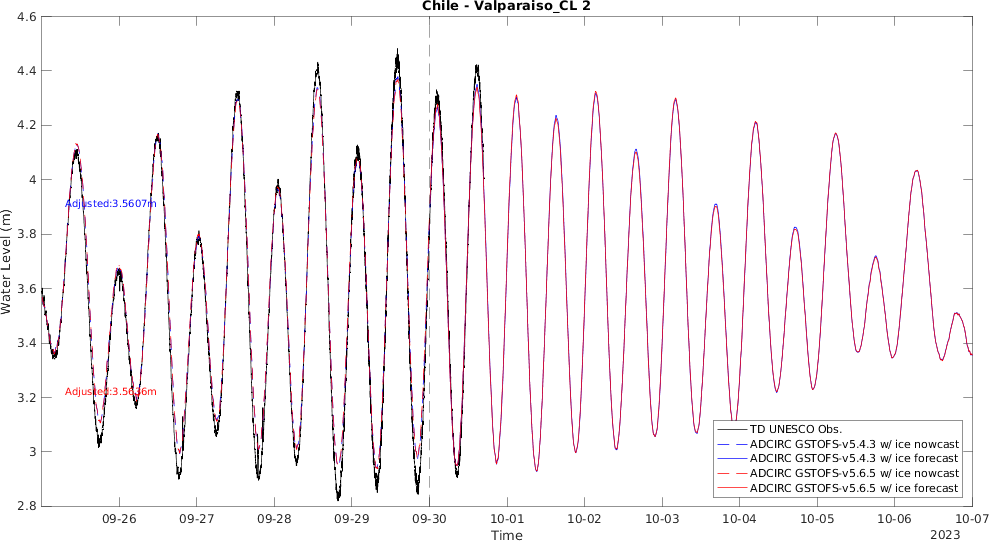 Chile - Valparaiso_CL 2
4.6
4.4
4.2
4
3.8
3.6
3.4
3.2
3
2.8
Water Level (m)
Adjusted:3.5607m
Adjusted:3.5636m
TD UNESCO Obs.
ADCIRC GSTOFS-v5.4.3 w/ ice nowcast
ADCIRC GSTOFS-v5.4.3 w/ ice forecast
ADCIRC GSTOFS-v5.6.5 w/ ice nowcast
ADCIRC GSTOFS-v5.6.5 w/ ice forecast
09-26 09-27 09-28 09-29 09-30 10-01 10-02 10-03 10-04 10-05 10-06 10-07
Time
2023